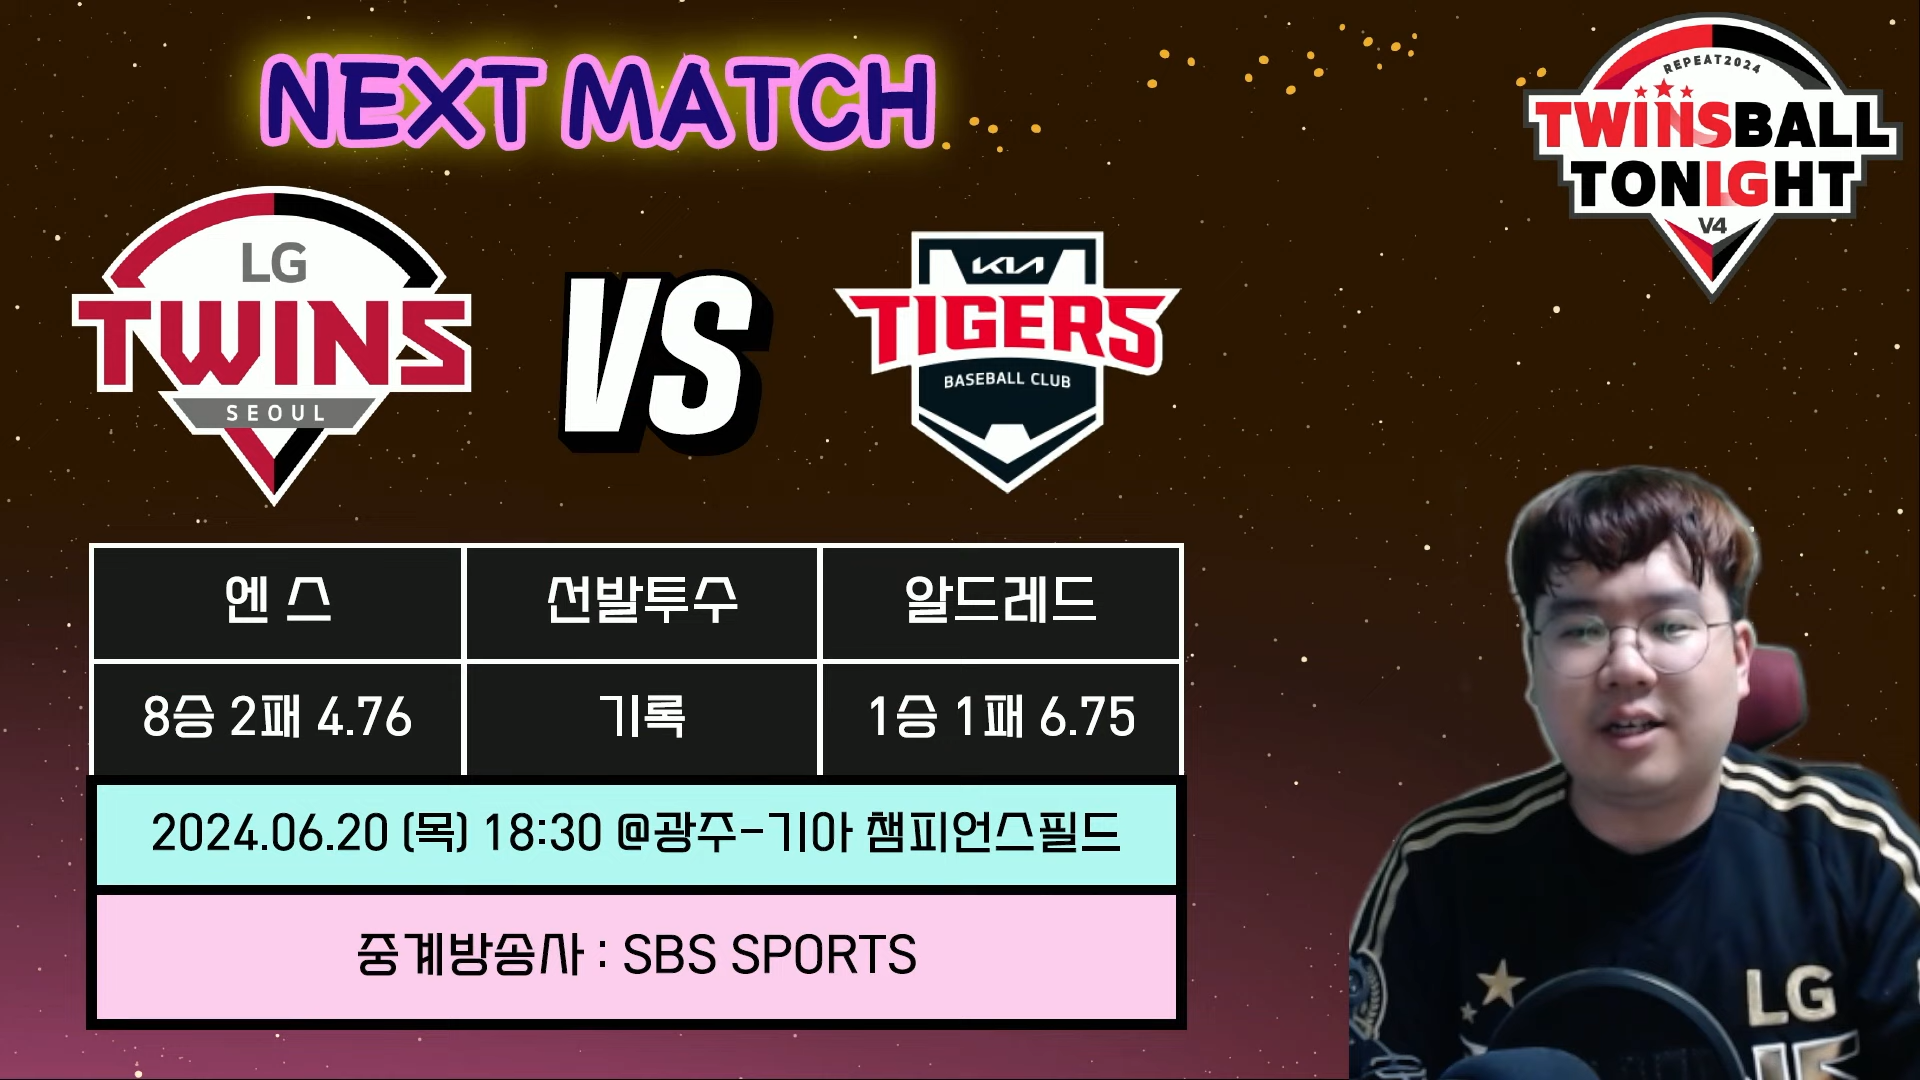 NEXT MATCH
REPEAT2024
TWINSBALL
TONIGHT
V4
LG
TWINS
SEOUL
VS
KIA
TIGERS
BASEBALL CLUB
엔 스 선발투수 알드레드
8승 2패 4.76 기록 1승 1패 6.75
2024.06.20 (목) 18:30 @광주-기아 챔피언스필드
중계방송사 : SBS SPORTS
LG